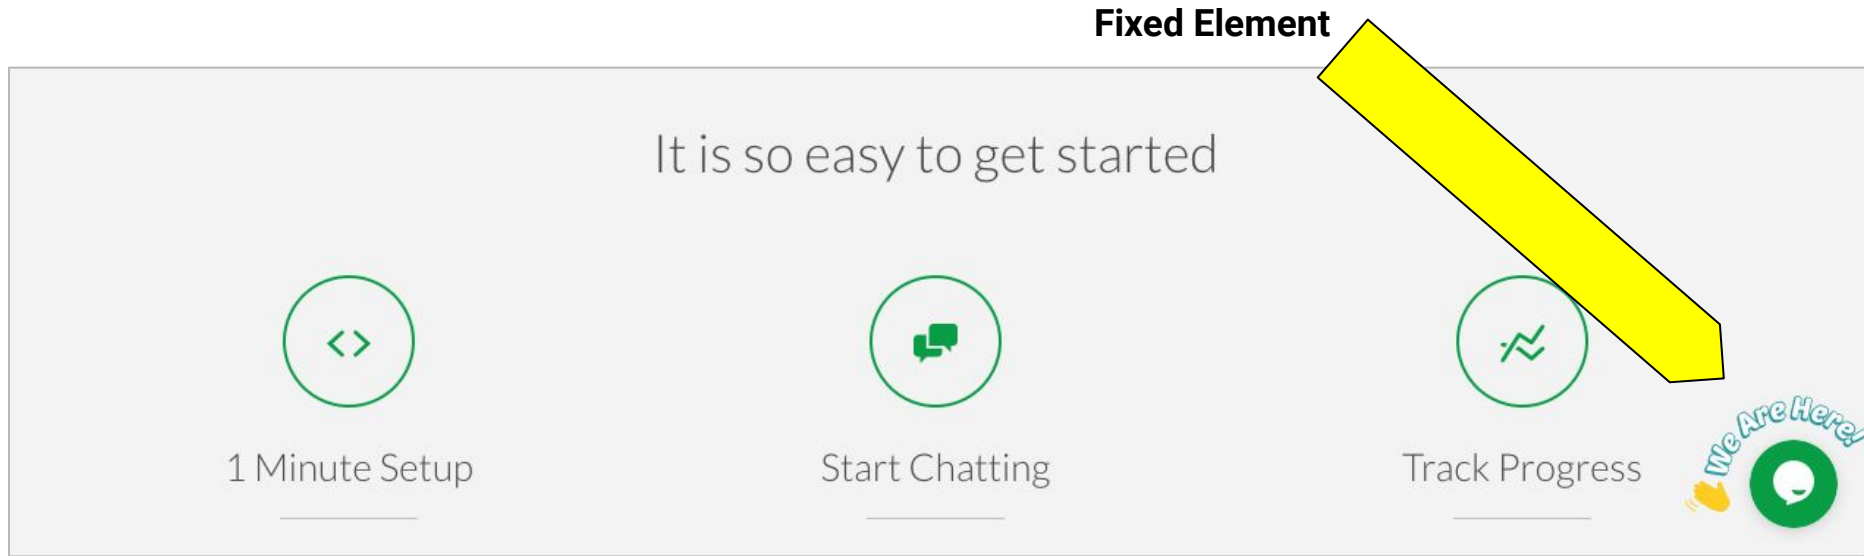 Fixed Element
It is so easy to get started
1 Minute Setup
Start Chatting
Track Progress
We Are Here!